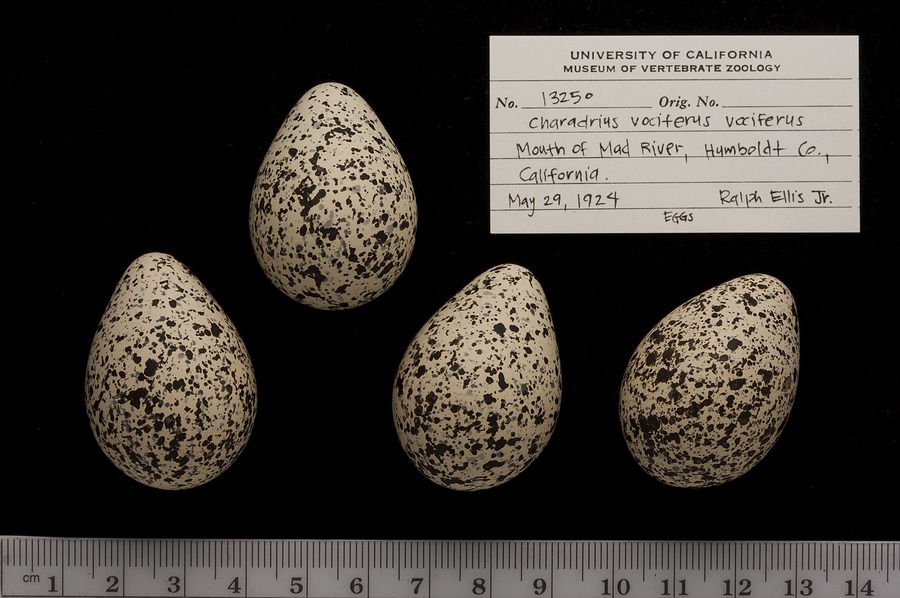 UNIVERSITY OF CALIFORNIA
MUSEUM OF VERTEBRATE ZOOLOGY
No. 13250 Orig. No.
Charadrius vociferus vociferus
Mouth of Mad River, Humboldt Co.,
California.
May 29, 1924 Ralph Ellis Jr.
EGGS
cm 1 2 3 4 5 6 7 8 9 10 11 12 13 14